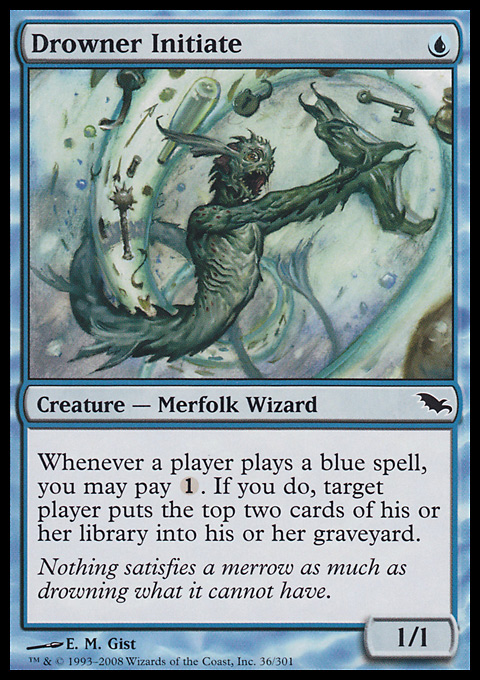 Drowner Initiate
Creature — Merfolk Wizard
Whenever a player plays a blue spell,
you may pay 1. If you do, target
player puts the top two cards of his or
her library into his or her graveyard.
Nothing satisfies a merrow as much as
drowning what it cannot have.
1/1
E. M. Gist
™ & © 1993–2008 Wizards of the Coast, Inc. 36/301